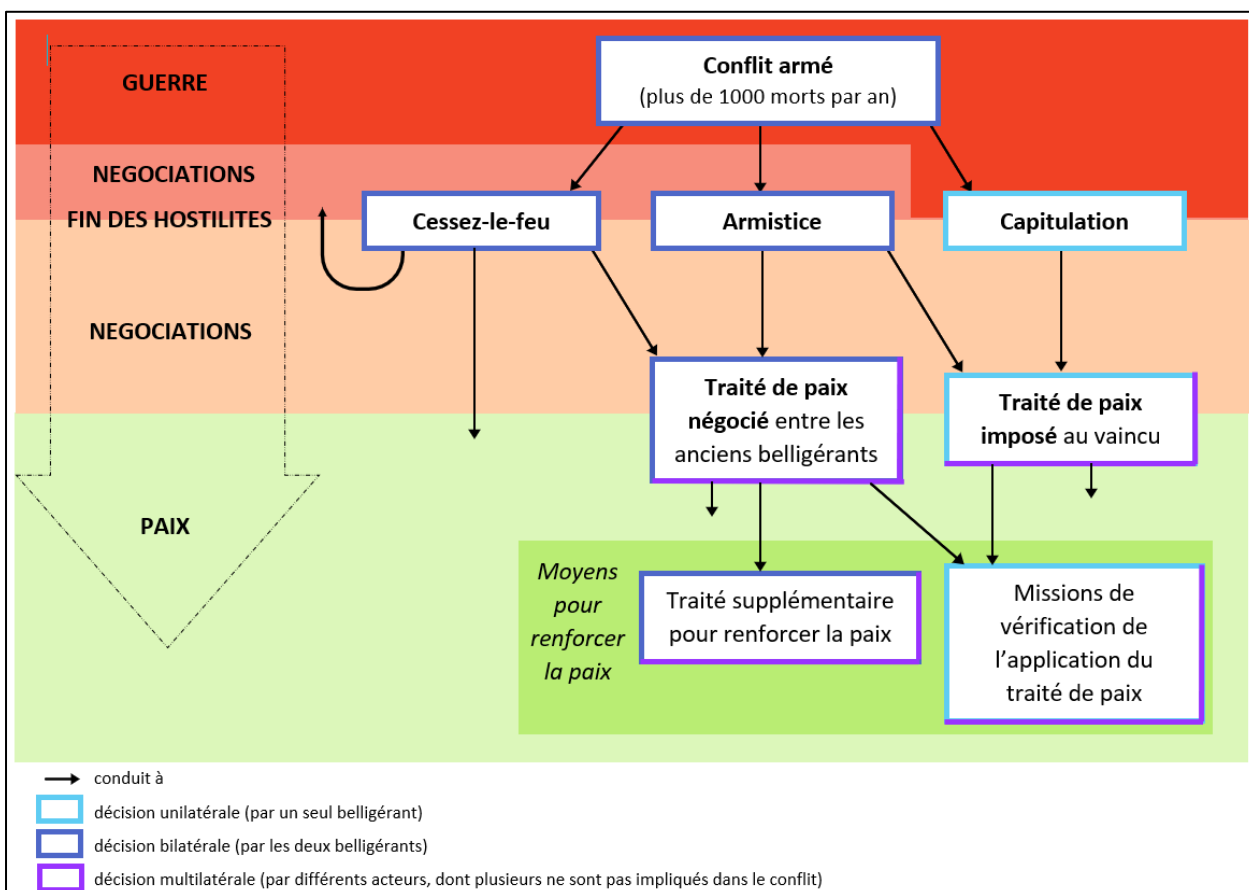 GUERRE
Conflit armé
(plus de 1000 morts par an)
NEGOCIATIONS
FIN DES HOSTILITES
Cessez-le-feu
Armistice
Capitulation
NEGOCIATIONS
Traité de paix
négocié entre les
anciens belligérants
Traité de paix
imposé au vaincu
PAIX
Moyens
pour
renforcer
la paix
Traité supplémentaire
pour renforcer la paix
Missions de
vérification de
l’application du
traité de paix
conduit à
décision unilatérale (par un seul belligérant)
décision bilatérale (par les deux belligérants)
décision multilatérale (par différents acteurs, dont plusieurs ne sont pas impliqués dans le conflit)